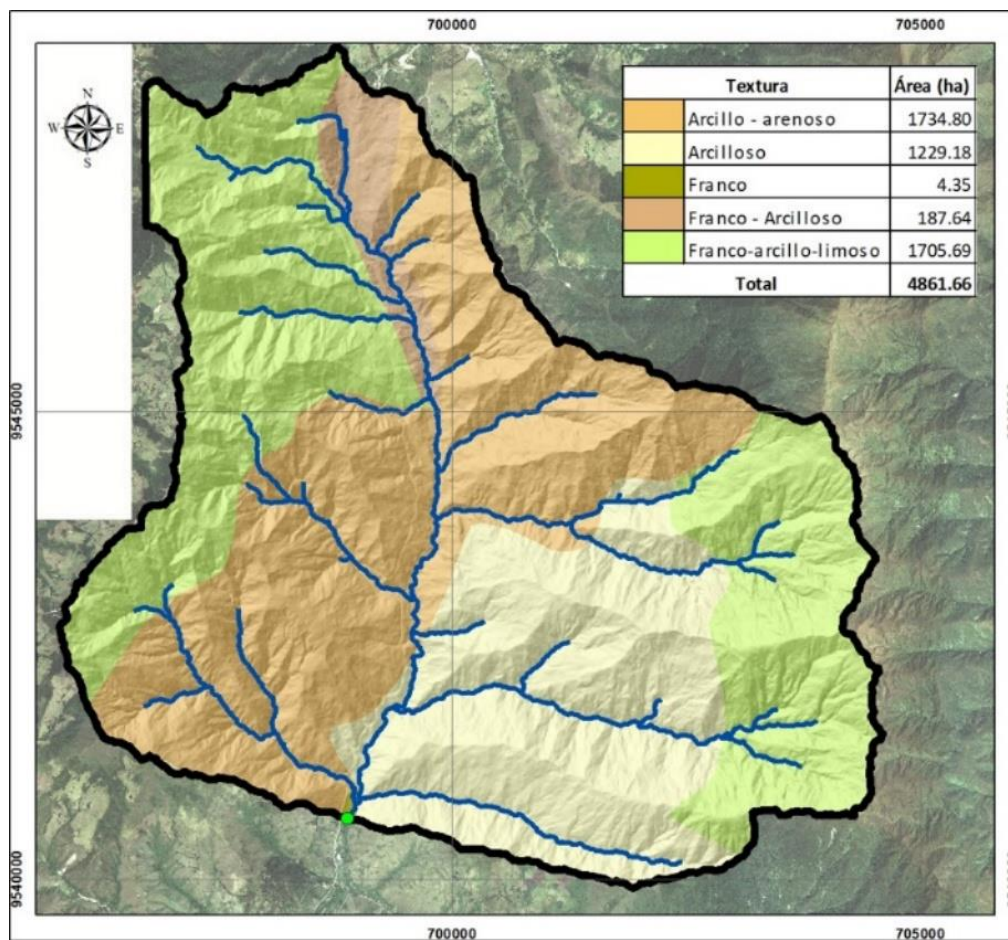 700000 705000
N
W E
S
Textura Área (ha)
Arcillo - arenoso 1734.80
Arcilloso 1229.18
Franco 4.35
Franco - Arcilloso 187.64
Franco-arcillo-limoso 1705.69
Total 4861.66
9545000
9540000
700000 705000